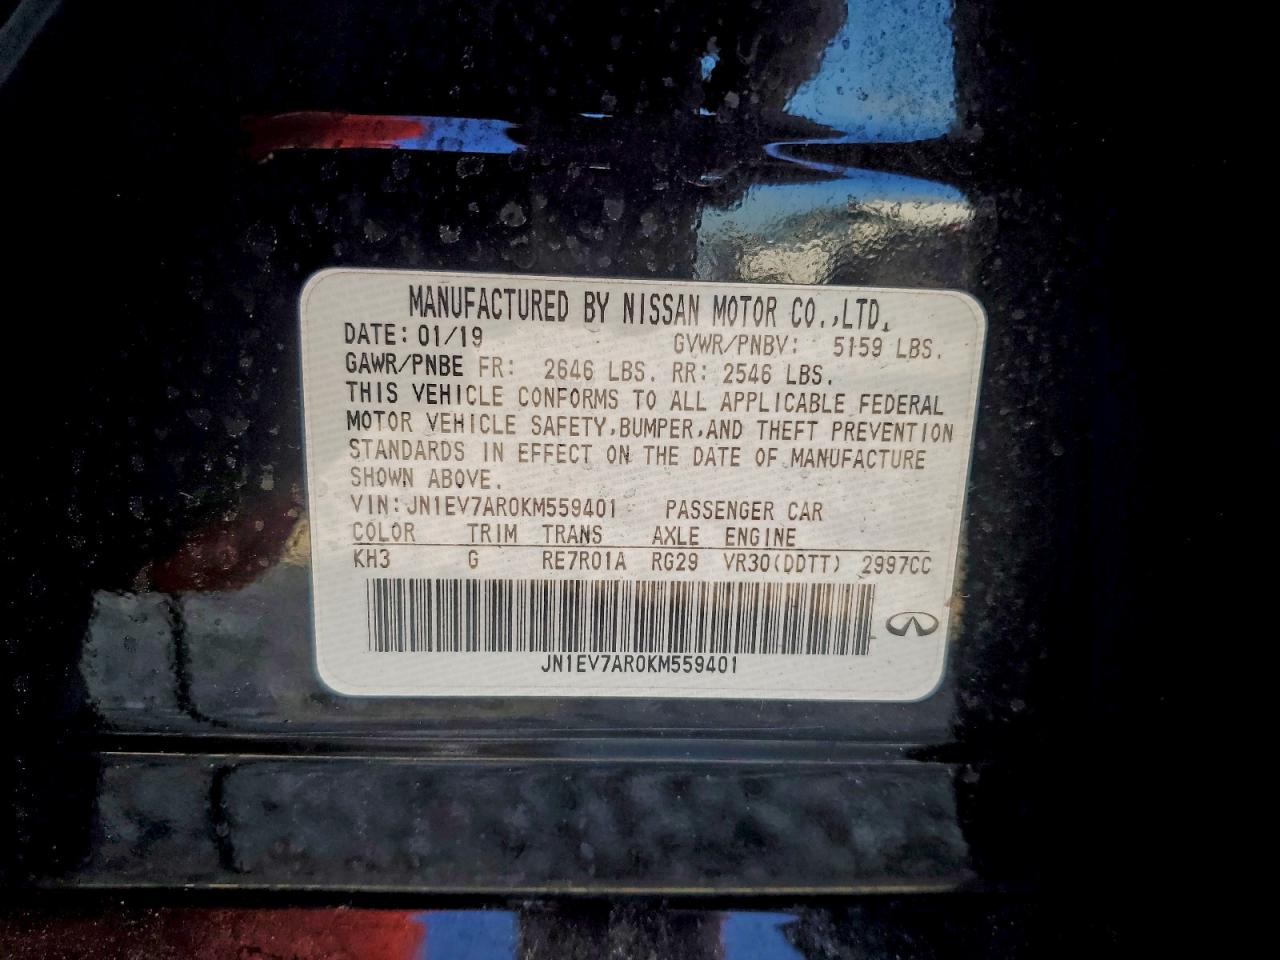 MANUFACTURED BY NISSAN MOTOR CO.,LTD.
DATE: 01/19 GVWR/PNBV: 5159 LBS.
GAWR/PNBE FR: 2646 LBS. RR: 2546 LBS.
THIS VEHICLE CONFORMS TO ALL APPLICABLE FEDERAL
MOTOR VEHICLE SAFETY,BUMPER,AND THEFT PREVENTION
STANDARDS IN EFFECT ON THE DATE OF MANUFACTURE
SHOWN ABOVE.
VIN:JN1EV7AR0KM559401 PASSENGER CAR
COLOR TRIM TRANS AXLE ENGINE
KH3 G RE7R01A RG29 VR30(DDTT) 2997CC
JN1EV7AR0KM559401